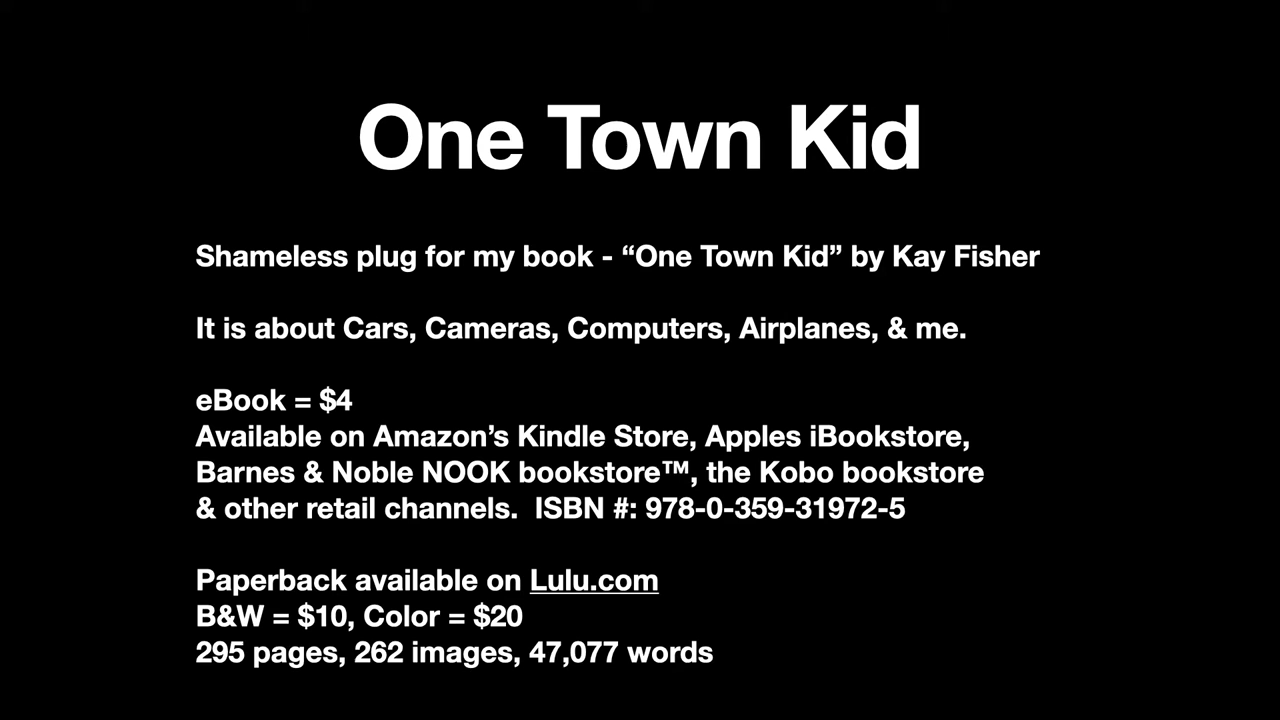 One Town Kid
Shameless plug for my book - “One Town Kid” by Kay Fisher
It is about Cars, Cameras, Computers, Airplanes, & me.
eBook = $4
Available on Amazon’s Kindle Store, Apples iBookstore,
Barnes & Noble NOOK bookstore™, the Kobo bookstore
& other retail channels.  ISBN #: 978-0-359-31972-5
Paperback available on Lulu.com
B&W = $10, Color = $20
295 pages, 262 images, 47,077 words